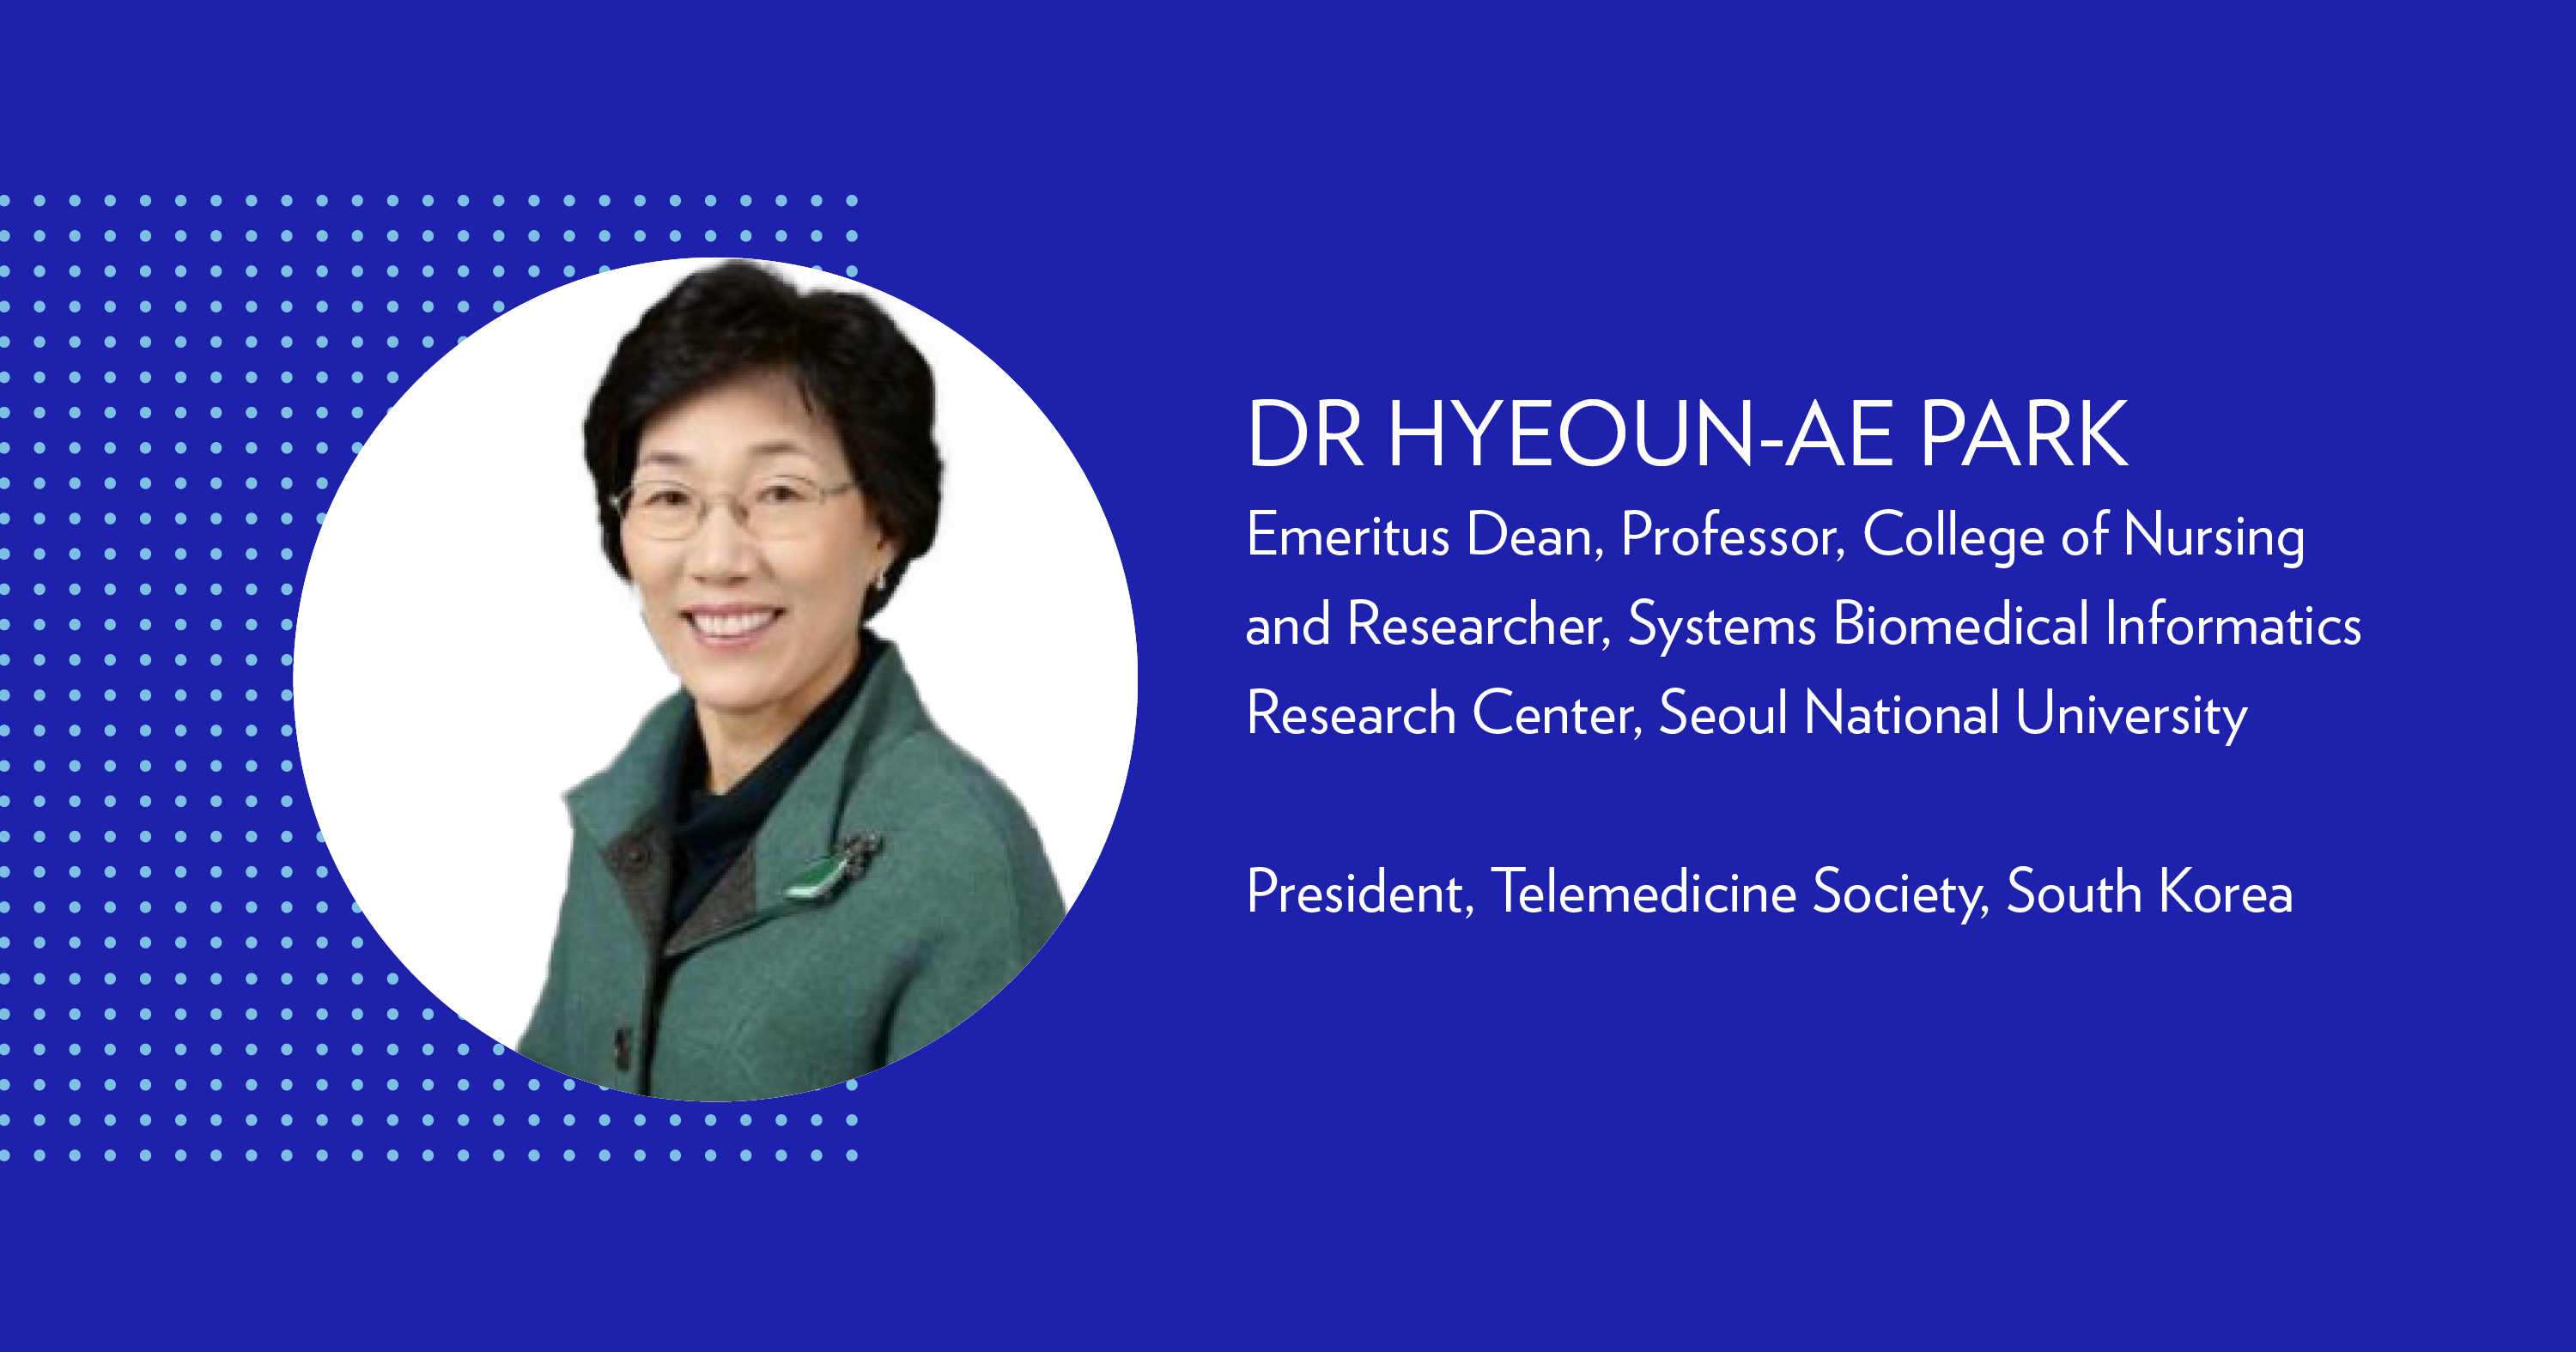 DR HYEOUN-AE PARK
Emeritus Dean, Professor, College of Nursing
and Researcher, Systems Biomedical Informatics
Research Center, Seoul National University
President, Telemedicine Society, South Korea